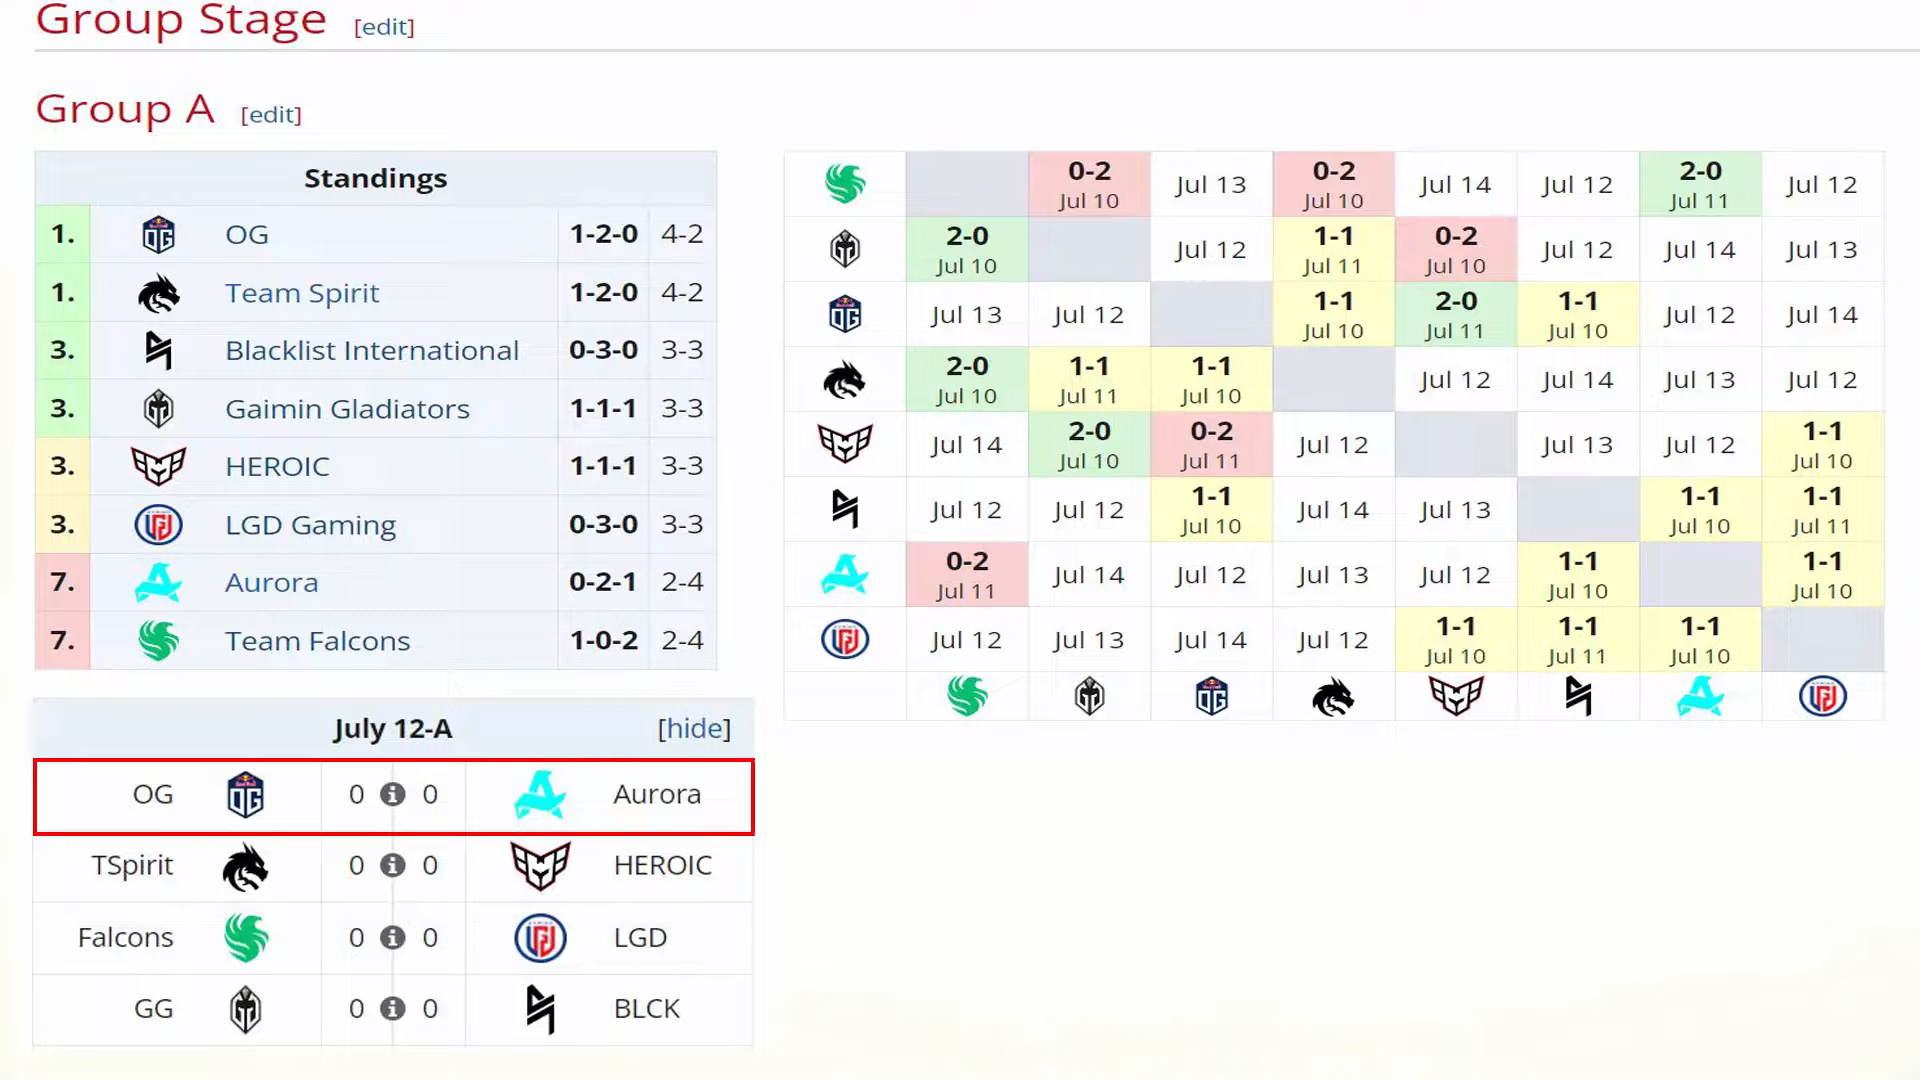 Group Stage [edit]
Group A [edit]
Standings
1. OG 1-2-0 4-2
1. Team Spirit 1-2-0 4-2
3. Blacklist International 0-3-0 3-3
3. Gaimin Gladiators 1-1-1 3-3
3. HEROIC 1-1-1 3-3
3. LGD Gaming 0-3-0 3-3
7. Aurora 0-2-1 2-4
7. Team Falcons 1-0-2 2-4
0-2 Jul 13 0-2 Jul 14 Jul 12 2-0 Jul 12
Jul 10 Jul 10 Jul 11
2-0 Jul 12 1-1 0-2 Jul 12 Jul 14 Jul 13
Jul 10 Jul 11 Jul 10
Jul 13 Jul 12 1-1 2-0 1-1 Jul 12 Jul 14
Jul 10 Jul 11 Jul 10
2-0 1-1 1-1 Jul 12 Jul 14 Jul 13 Jul 12
Jul 10 Jul 11 Jul 10
Jul 14 2-0 0-2 Jul 12 Jul 13 Jul 12 1-1
Jul 10 Jul 11 Jul 10
Jul 12 Jul 12 1-1 Jul 14 Jul 13 1-1 1-1
Jul 10 Jul 10 Jul 11
0-2 Jul 14 Jul 12 Jul 13 Jul 12 1-1 1-1
Jul 11 Jul 10 Jul 10
Jul 12 Jul 13 Jul 14 Jul 12 1-1 1-1 1-1
Jul 10 Jul 11 Jul 10
July 12-A [hide]
OG 0 0 Aurora
TSpirit 0 0 HEROIC
Falcons 0 0 LGD
GG 0 0 BLCK